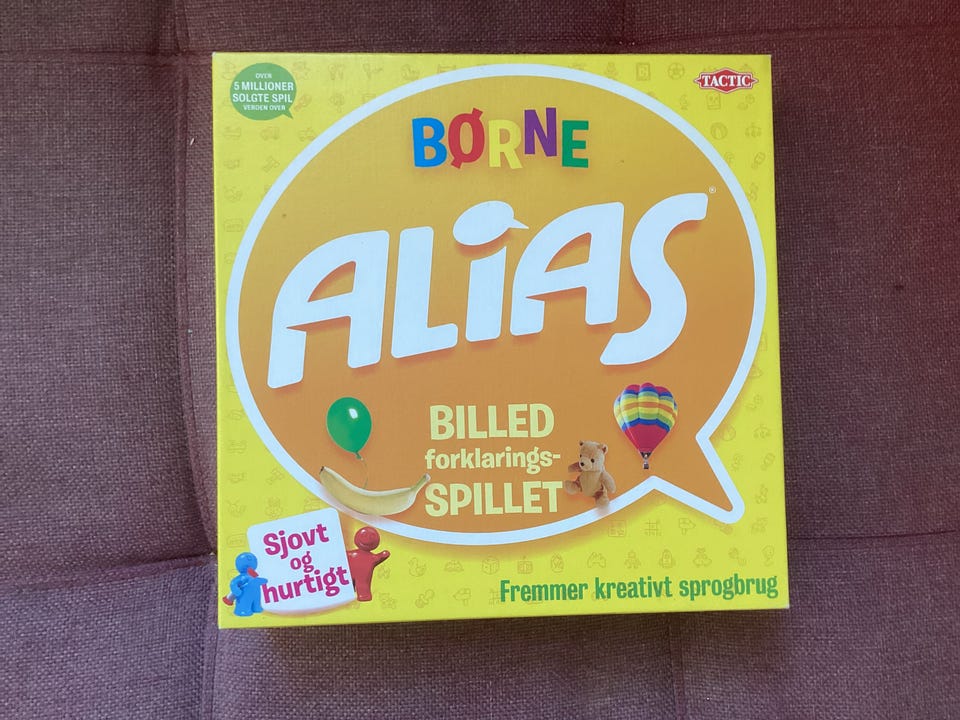 OVER
5 MILLIONER
SOLGTE SPIL
VERDEN OVER
TACTIC
BØRNE
ALiAS®
BILLED
forklarings-
SPILLET
Sjovt
og
hurtigt
Fremmer kreativt sprogbrug